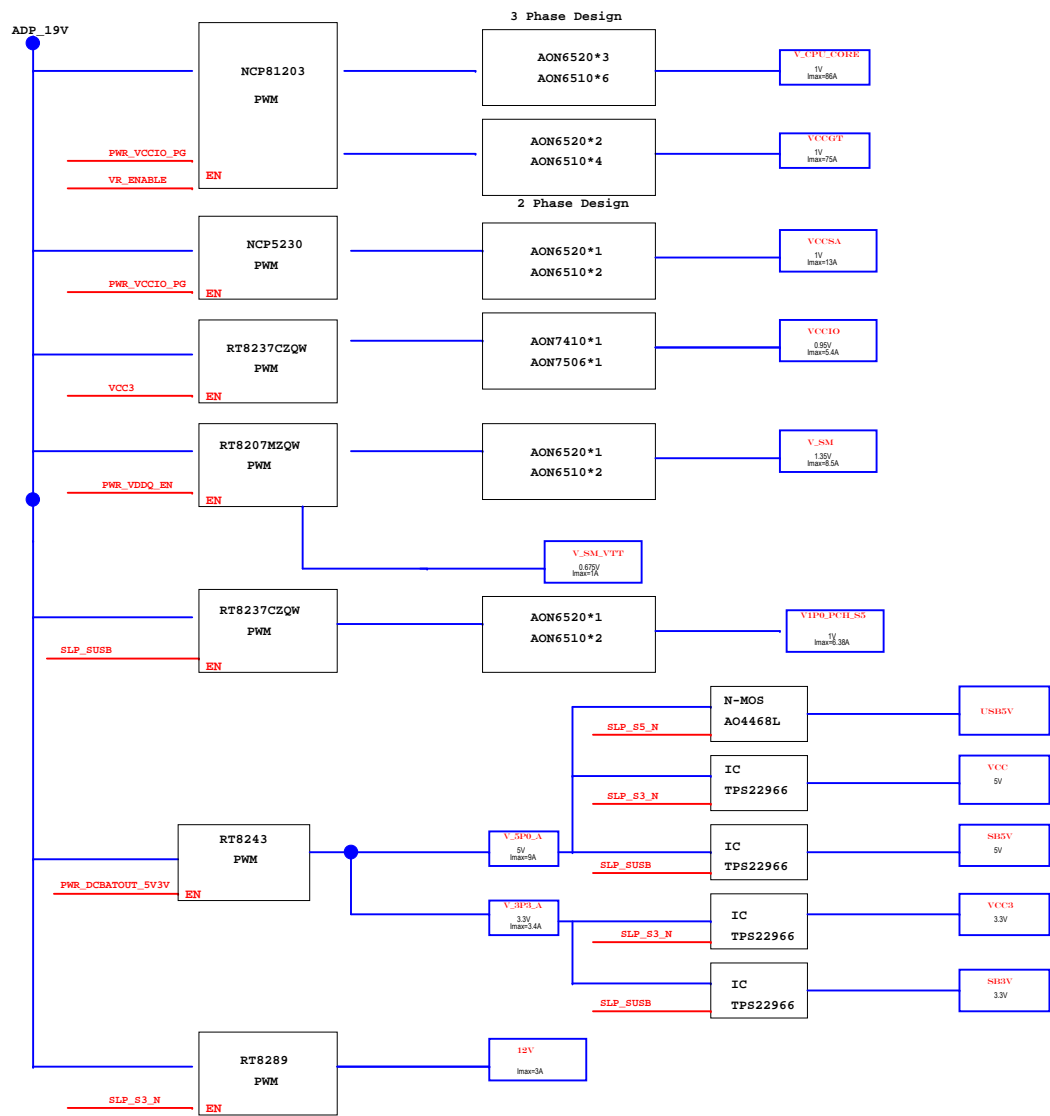 3 Phase Design
ADP_19V
NCP81203
PWM
AON6520*3
AON6510*6
V_CPU_CORE
1V
Imax=86A
PWR_VCCIO_PG
VR_ENABLE
EN
AON6520*2
AON6510*4
VCCGT
1V
Imax=75A
2 Phase Design
NCP5230
PWM
PWR_VCCIO_PG
EN
AON6520*1
AON6510*2
VCCSA
1V
Imax=13A
RT8237CZQW
PWM
VCC3
EN
AON7410*1
AON7506*1
VCCIO
0.95V
Imax=5.4A
RT8207MZQW
PWM
PWR_VDDQ_EN
EN
AON6520*1
AON6510*2
V_SM
1.35V
Imax=8.5A
V_SM_VTT
0.675V
Imax=1A
RT8237CZQW
PWM
SLP_SUSB
EN
AON6520*1
AON6510*2
V1P0_PCH_S5
1V
Imax=6.38A
SLP_S5_N
N-MOS
AO4468L
USB5V
SLP_S3_N
IC
TPS22966
VCC
5V
RT8243
PWM
PWR_DCBATOUT_5V3V
EN
V_5P0_A
5V
Imax=9A
SLP_SUSB
IC
TPS22966
SB5V
5V
V_3P3_A
3.3V
Imax=3.4A
SLP_S3_N
IC
TPS22966
VCC3
3.3V
SLP_SUSB
IC
TPS22966
SB3V
3.3V
RT8289
PWM
SLP_S3_N
EN
12V
Imax=3A